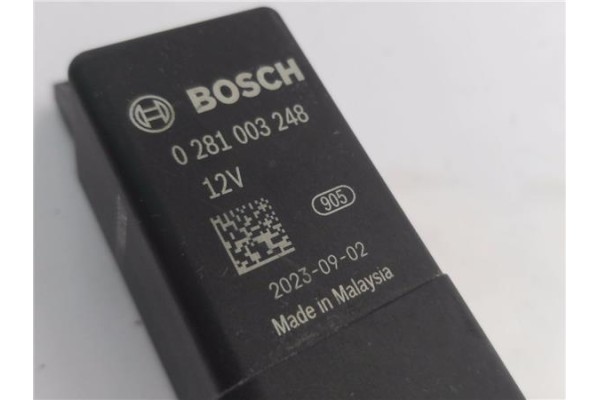 BOSCH
0 281 003 248
12V
905
2023-09-02
Made in Malaysia